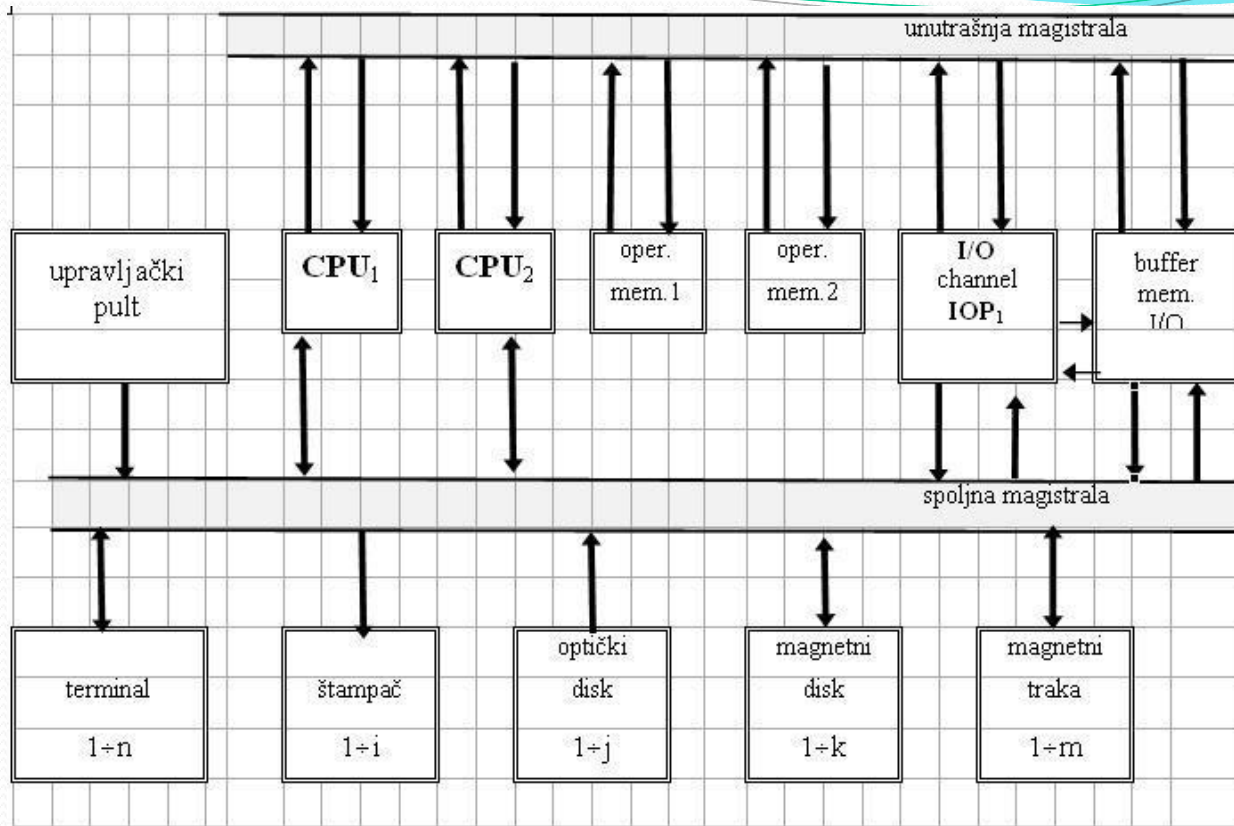 unutrašnja magistrala
upravljački
pult
CPU₁
CPU₂
oper.
mem.1
oper.
mem.2
I/O
channel
IOP₁
buffer
mem.
I/O
spoljna magistrala
terminal
1÷n
štampač
1÷i
optički
disk
1÷j
magnetni
disk
1÷k
magnetni
traka
1÷m